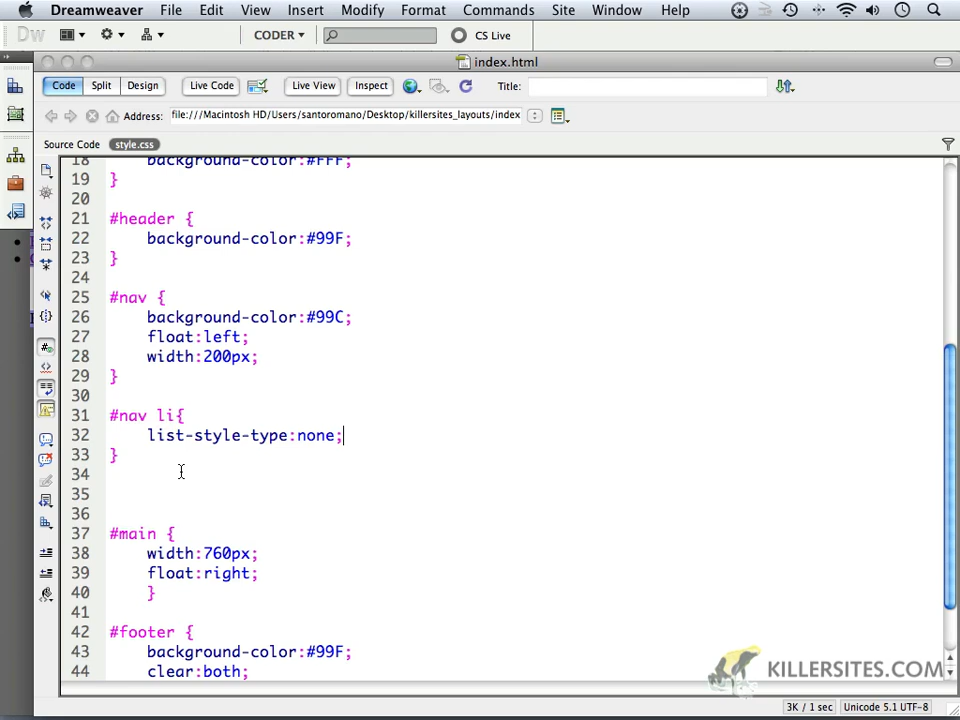 Dreamweaver File Edit View Insert Modify Format Commands Site Window Help
Dw CODER CS Live
index.html
Code Split Design Live Code Live View Inspect Title:
Address: file:///Macintosh HD/Users/santoromano/Desktop/killersites_layouts/index
Source Code style.css
18 background-color:#FFF;
19 }
20
21 #header {
22 background-color:#99F;
23 }
24
25 #nav {
26 background-color:#99C;
27 float:left;
28 width:200px;
29 }
30
31 #nav li{
32 list-style-type:none;
33 }
34
35
36
37 #main {
38 width:760px;
39 float:right;
40 }
41
42 #footer {
43 background-color:#99F;
44 clear:both;
KILLERSITES.COM
3K / 1 sec Unicode 5.1 UTF-8